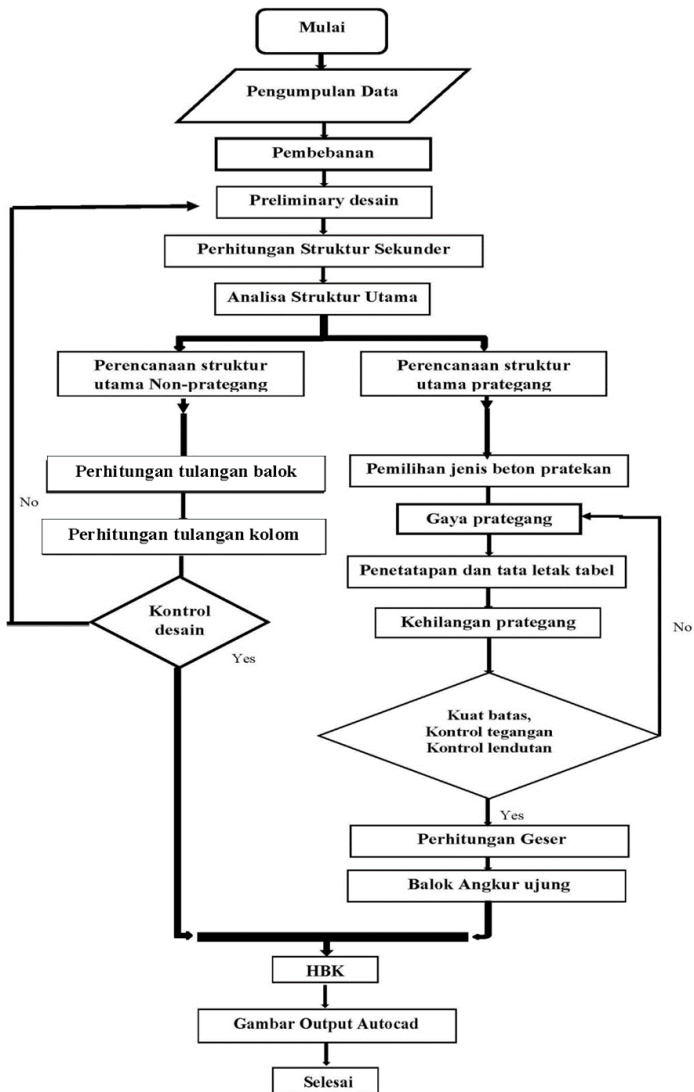 Mulai
Pengumpulan Data
Pembebanan
Preliminary desain
Perhitungan Struktur Sekunder
Analisa Struktur Utama
Perencanaan struktur
utama Non-prategang
Perhitungan tulangan balok
Perhitungan tulangan kolom
Kontrol
desain
No
Yes
Perencanaan struktur
utama prategang
Pemilihan jenis beton pratekan
Gaya prategang
Penetatapan dan tata letak tabel
Kehilangan prategang
Kuat batas,
Kontrol tegangan
Kontrol lendutan
No
Yes
Perhitungan Geser
Balok Angkur ujung
HBK
Gambar Output Autocad
Selesai